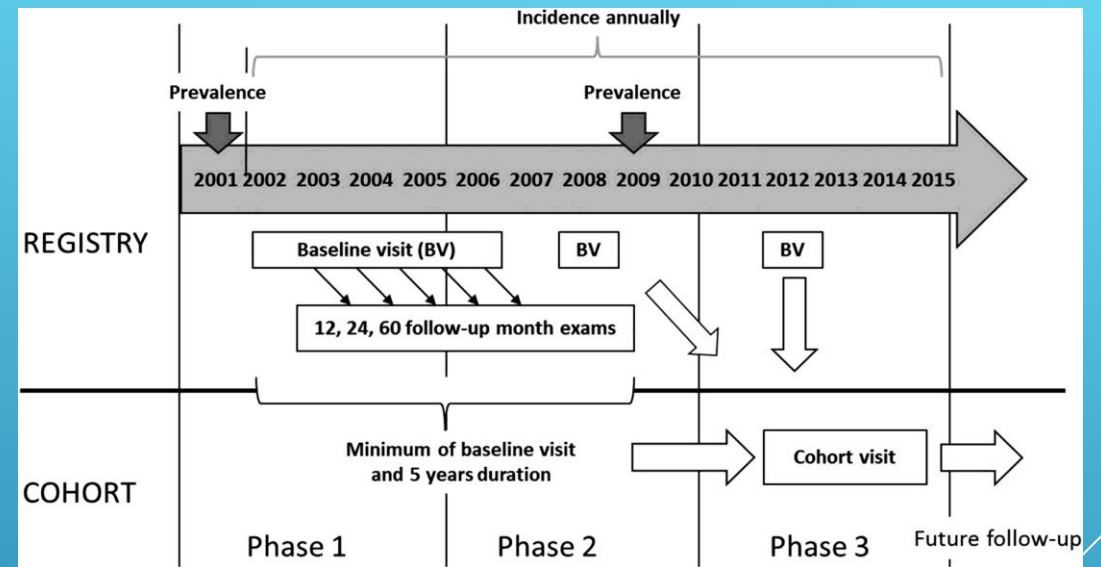 Incidence annually
Prevalence
Prevalence
2001 2002 2003 2004 2005 2006 2007 2008 2009 2010 2011 2012 2013 2014 2015
REGISTRY
Baseline visit (BV)
BV
BV
12, 24, 60 follow-up month exams
Minimum of baseline visit
and 5 years duration
Cohort visit
COHORT
Phase 1
Phase 2
Phase 3
Future follow-up